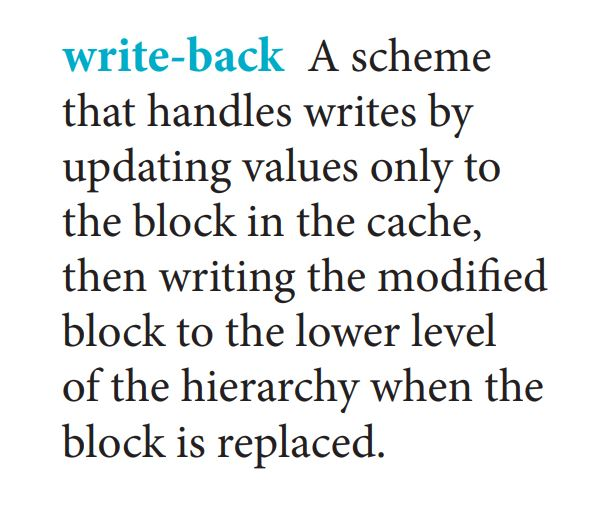 write-back A scheme
that handles writes by
updating values only to
the block in the cache,
then writing the modified
block to the lower level
of the hierarchy when the
block is replaced.